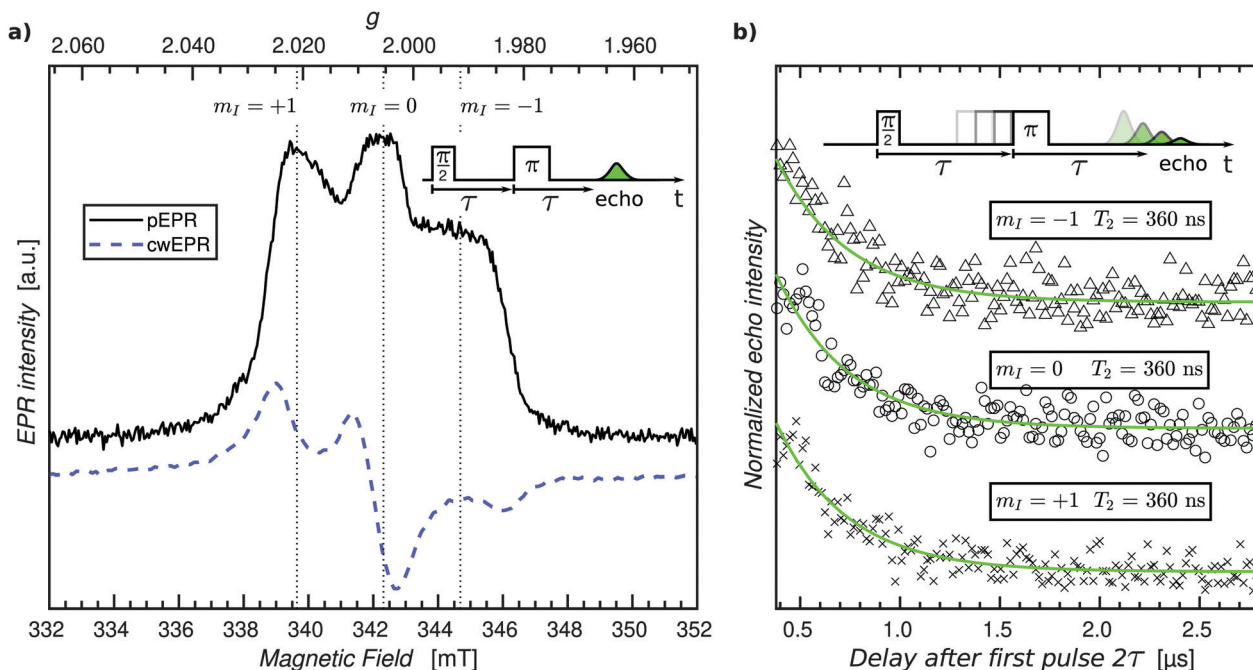 a)
g
2.060 2.040 2.020 2.000 1.980 1.960
m_I = +1 m_I = 0 m_I = −1
π/2 π
τ τ echo t
pEPR
cwEPR
EPR intensity [a.u.]
332 334 336 338 340 342 344 346 348 350 352
Magnetic Field [mT]
b)
π/2 π
τ τ echo t
m_I = −1 T_2 = 360 ns
m_I = 0 T_2 = 360 ns
m_I = +1 T_2 = 360 ns
Normalized echo intensity
0.5 1.0 1.5 2.0 2.5
Delay after first pulse 2τ [µs]